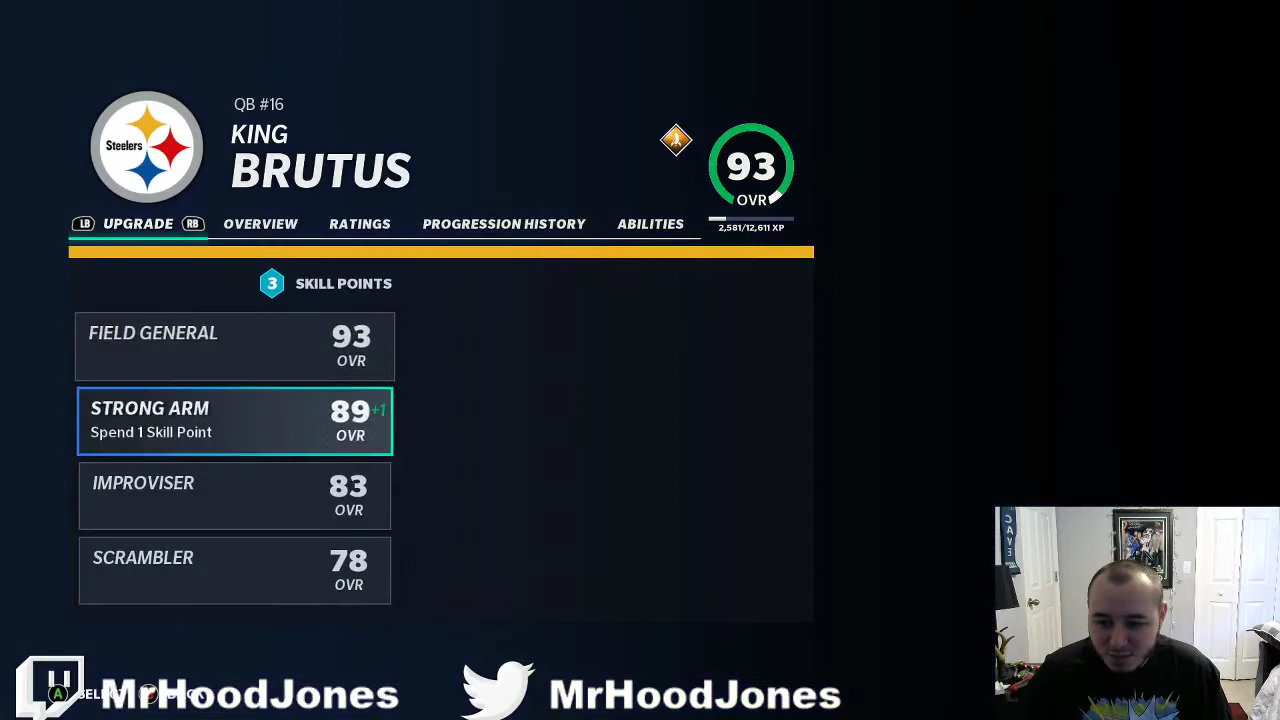 Steelers
QB #16
KING
BRUTUS
93
OVR
LB UPGRADE RB OVERVIEW RATINGS PROGRESSION HISTORY ABILITIES
2,581/12,611 XP
3 SKILL POINTS
FIELD GENERAL 93
OVR
STRONG ARM 89 +1
Spend 1 Skill Point OVR
IMPROVISER 83
OVR
SCRAMBLER 78
OVR
A
MrHoodJones MrHoodJones